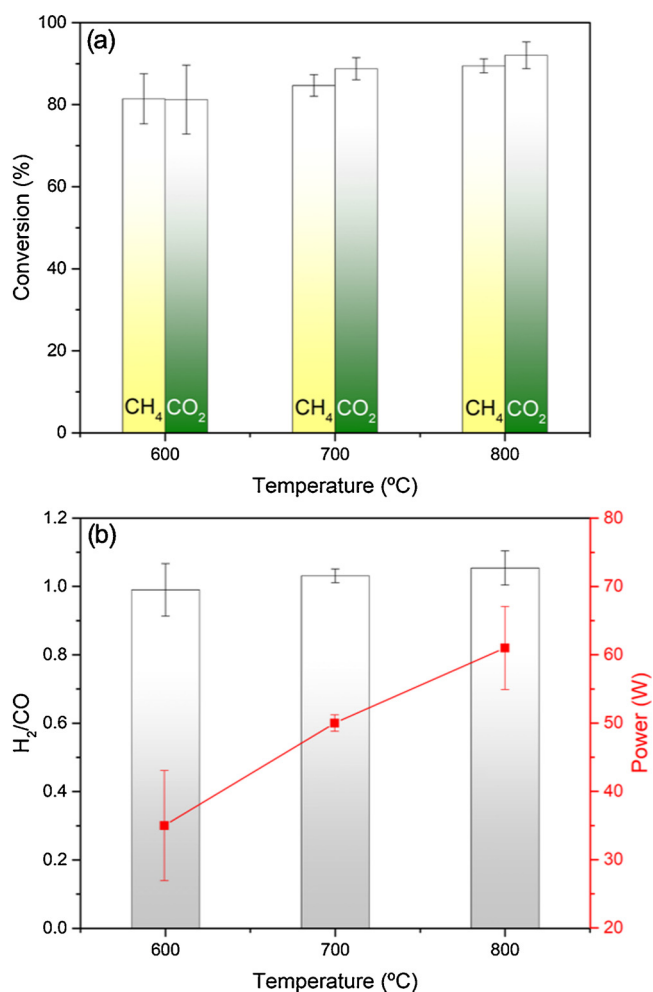 (a)
100
80
60
40
20
0
Conversion (%)
CH4 CO2 CH4 CO2 CH4 CO2
600 700 800
Temperature (ºC)
(b)
1.2
1.0
0.8
0.6
0.4
0.2
0.0
H2/CO
80
70
60
50
40
30
20
Power (W)
600 700 800
Temperature (ºC)